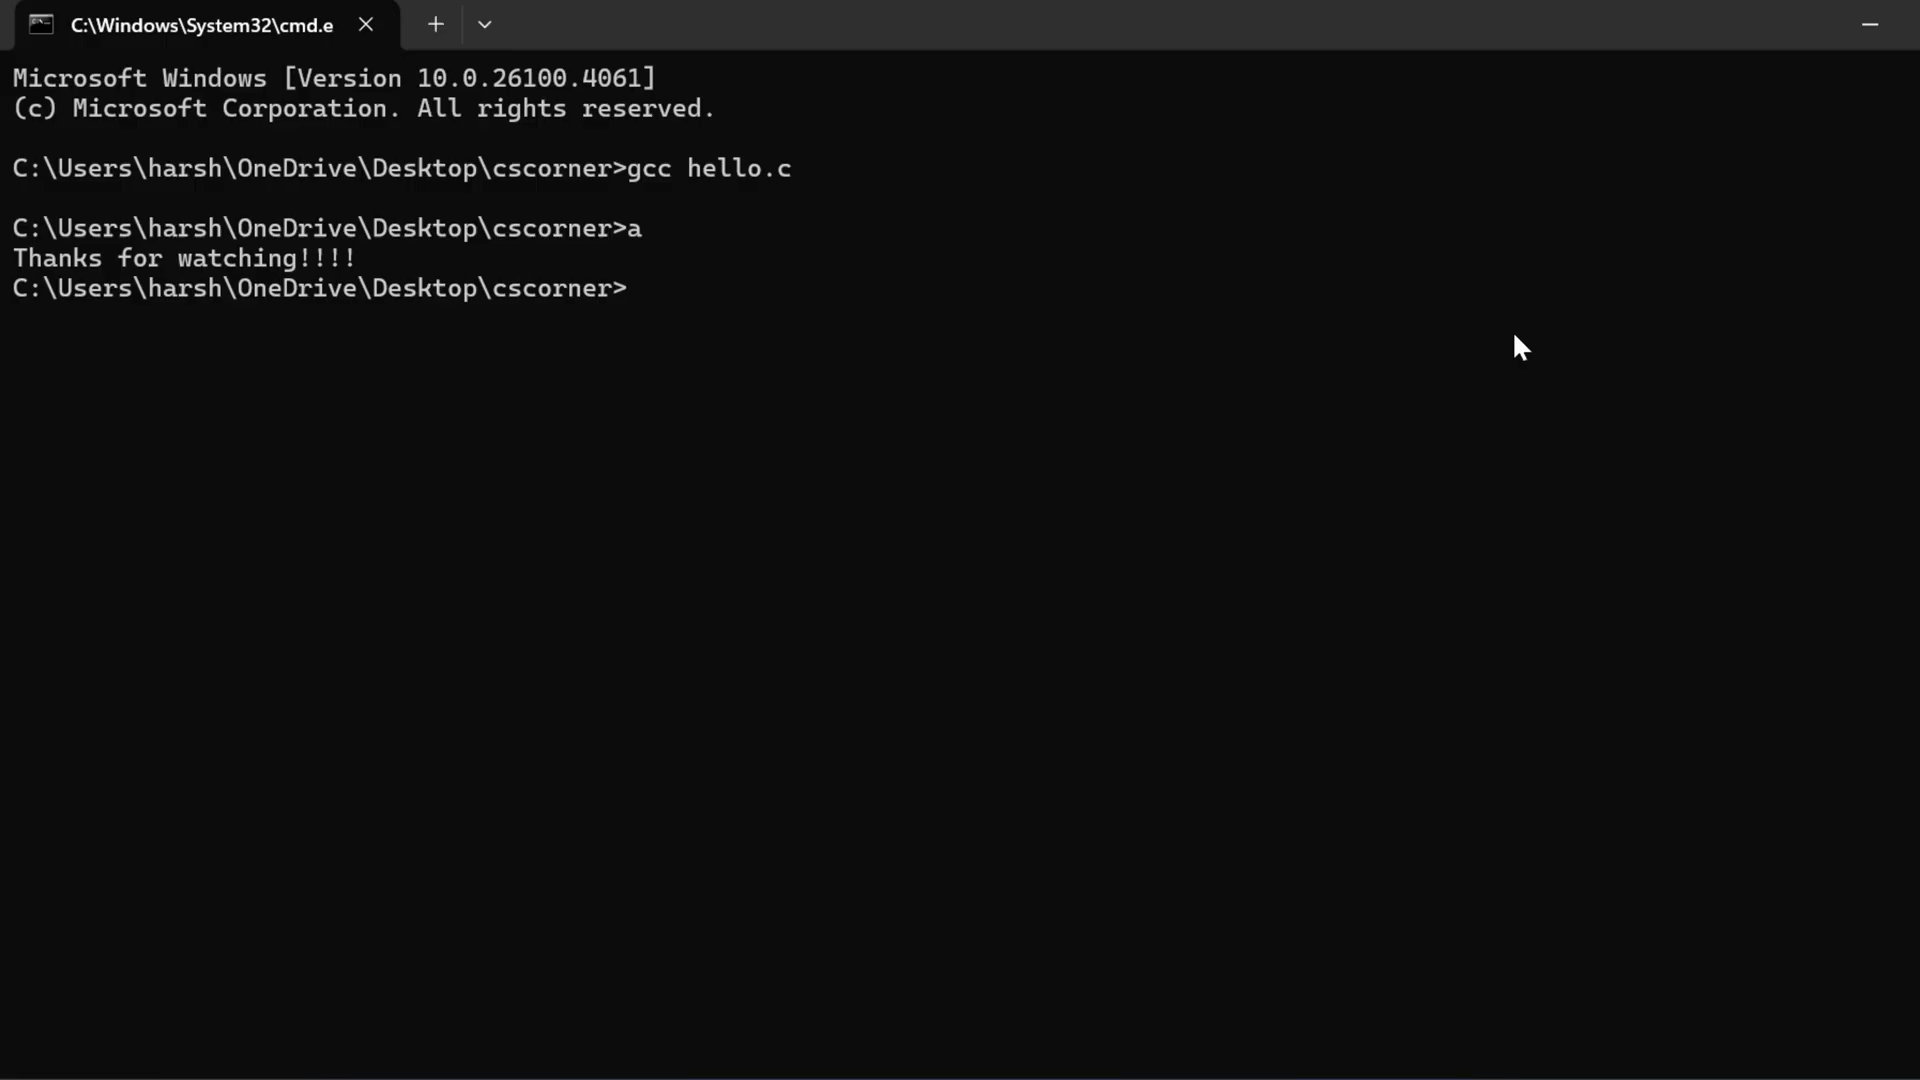 C:\Windows\System32\cmd.e
Microsoft Windows [Version 10.0.26100.4061]
(c) Microsoft Corporation. All rights reserved.
C:\Users\harsh\OneDrive\Desktop\cscorner>gcc hello.c
C:\Users\harsh\OneDrive\Desktop\cscorner>a
Thanks for watching!!!!
C:\Users\harsh\OneDrive\Desktop\cscorner>